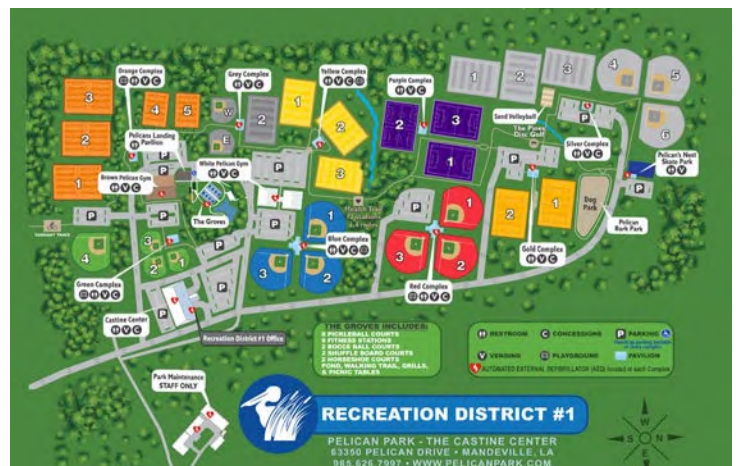 Orange Complex
Grey Complex
Yellow Complex
Purple Complex
Pelicans Landing
Pavilion
Brown Pelican Gym
White Pelican Gym
The Groves
Sand Volleyball
The Pines
Disc Golf
Silver Complex
Pelican's Nest
Skate Park
Dog
Park
Pelican
Bark Park
Gold Complex
Health Trail
Blue Complex
Red Complex
Green Complex
Castine Center
Recreation District #1 Office
Park Maintenance
STAFF ONLY
THE GROVES INCLUDES:
6 PICKLEBALL COURTS
FITNESS STATIONS
2 BOCCE BALL COURTS
2 SHUFFLE BOARD COURTS
2 HORSESHOE COURTS
POND, WALKING TRAIL, GRILLS,
& PICNIC TABLES
H RESTROOM
C CONCESSIONS
P PARKING
V VENDING
PLAYGROUND
PAVILION
AUTOMATED EXTERNAL DEFIBRILLATOR (AED) located at each Complex
RECREATION DISTRICT #1
PELICAN PARK - THE CASTINE CENTER
63350 PELICAN DRIVE • MANDEVILLE, LA
985.626.7997 • WWW.PELICANPARK.COM
W
S N
E